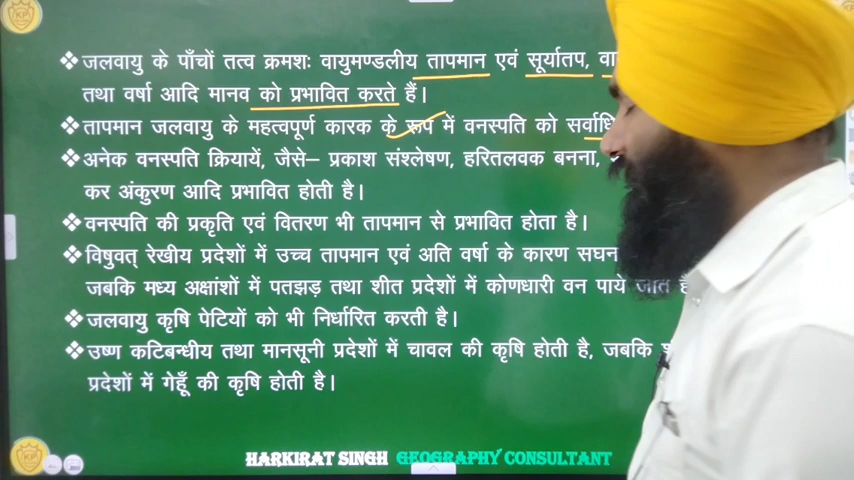 ❖ जलवायु के पाँचों तत्व क्रमशः वायुमण्डलीय तापमान एवं सूर्यातप,
तथा वर्षा आदि मानव को प्रभावित करते हैं।
❖ तापमान जलवायु के महत्वपूर्ण कारक के रूप में वनस्पति को
❖ अनेक वनस्पति क्रियायें, जैसे– प्रकाश संश्लेषण, हरितलवक बनना,
कर अंकुरण आदि प्रभावित होती है।
❖ वनस्पति की प्रकृति एवं वितरण भी तापमान से प्रभावित होता है।
❖ विषुवत् रेखीय प्रदेशों में उच्च तापमान एवं अति वर्षा के कारण सघन
जबकि मध्य अक्षांशों में पतझड़ तथा शीत प्रदेशों में कोणधारी वन पाये जाते
❖ जलवायु कृषि पेटियों को भी निर्धारित करती है।
❖ उष्ण कटिबन्धीय तथा मानसूनी प्रदेशों में चावल की कृषि होती है, जबकि
प्रदेशों में गेहूँ की कृषि होती है।
HARKIRAT SINGH GEOGRAPHY CONSULTANT
KP